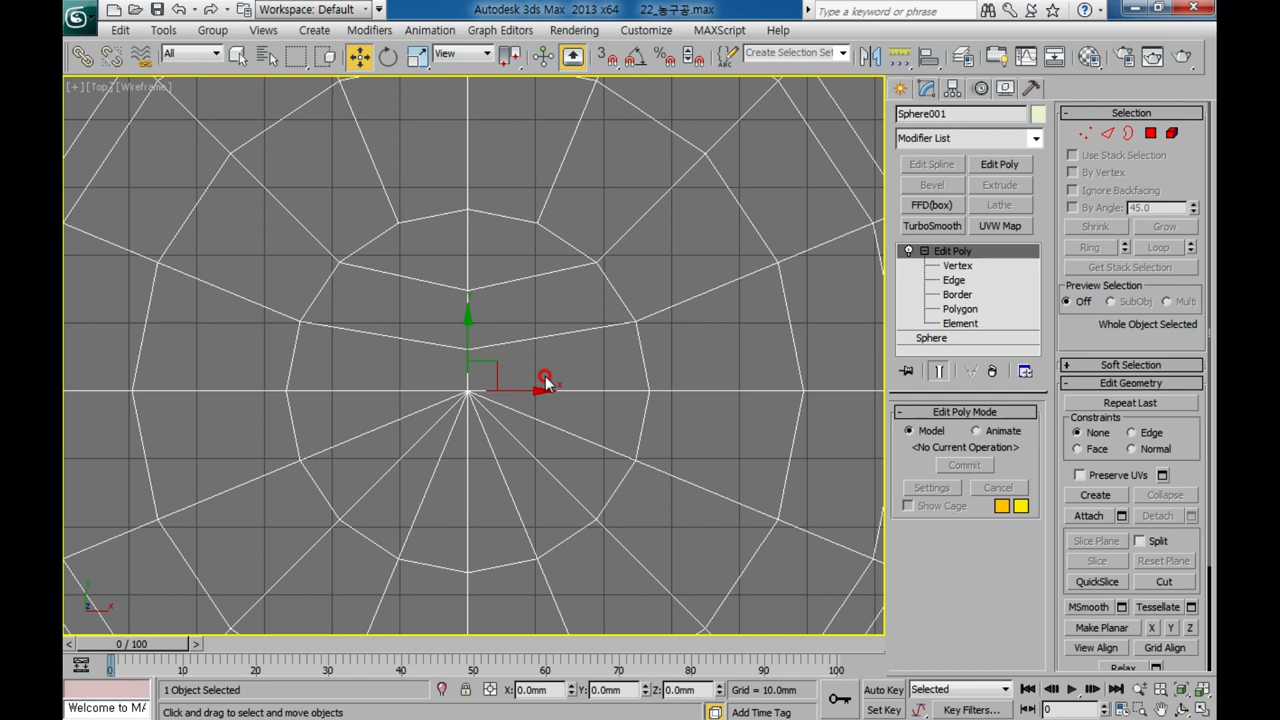 Workspace: Default
Autodesk 3ds Max 2013 x64
22_농구공.max
Type a keyword or phrase
Edit
Tools
Group
Views
Create
Modifiers
Animation
Graph Editors
Rendering
Customize
MAXScript
Help
All
View
Create Selection Set
[+][Top][Wireframe]
Sphere001
Modifier List
Edit Spline
Edit Poly
Bevel
Extrude
FFD(box)
Lathe
TurboSmooth
UVW Map
Edit Poly
Vertex
Edge
Border
Polygon
Element
Sphere
Edit Poly Mode
Model
Animate
<No Current Operation>
Commit
Settings
Cancel
Show Cage
Selection
Use Stack Selection
By Vertex
Ignore Backfacing
By Angle: 45.0
Shrink
Grow
Ring
Loop
Get Stack Selection
Preview Selection
Off
SubObj
Multi
Whole Object Selected
Soft Selection
Edit Geometry
Repeat Last
Constraints
None
Edge
Face
Normal
Preserve UVs
Create
Collapse
Attach
Detach
Slice Plane
Split
Slice
Reset Plane
QuickSlice
Cut
MSmooth
Tessellate
Make Planar
X
Y
Z
View Align
Grid Align
Relax
x
y
z
x
0 / 100
0
10
20
30
40
50
60
70
80
90
100
1 Object Selected
X: 0.0mm
Y: 0.0mm
Z: 0.0mm
Grid = 10.0mm
Auto Key
Selected
Welcome to MA
Click and drag to select and move objects
Add Time Tag
Set Key
Key Filters...
0